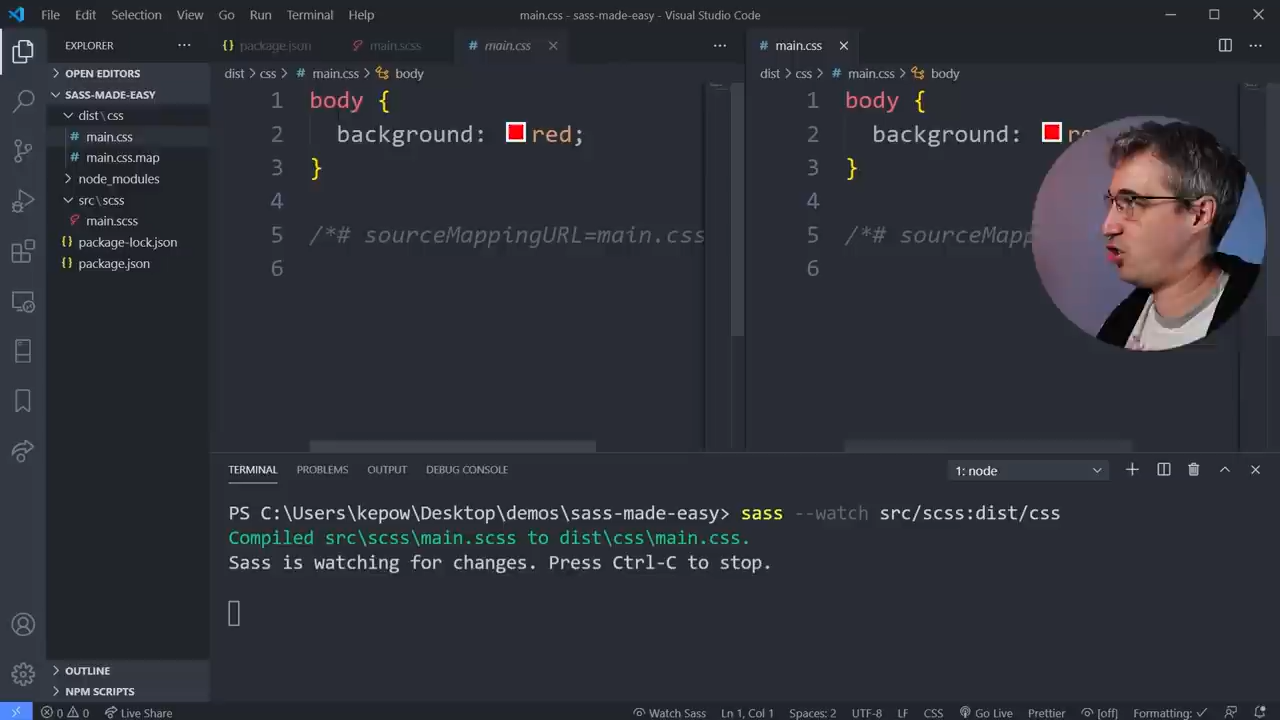 File Edit Selection View Go Run Terminal Help main.css - sass-made-easy - Visual Studio Code
EXPLORER
OPEN EDITORS
SASS-MADE-EASY
dist\css
main.css
main.css.map
node_modules
src\scss
main.scss
package-lock.json
package.json
OUTLINE
NPM SCRIPTS
package.json main.scss main.css
dist > css > main.css > body
1 body {
2 background: red;
3 }
4
5 /*# sourceMappingURL=main.css
6
main.css
dist > css > main.css > body
1 body {
2 background:
3 }
4
5 /*#
6
TERMINAL PROBLEMS OUTPUT DEBUG CONSOLE 1: node
PS C:\Users\kepow\Desktop\demos\sass-made-easy> sass --watch src/scss:dist/css
Compiled src\scss\main.scss to dist\css\main.css.
Sass is watching for changes. Press Ctrl-C to stop.
0 0 Live Share Watch Sass Ln 1, Col 1 Spaces: 2 UTF-8 LF CSS Go Live Prettier [off] Formatting: ✓